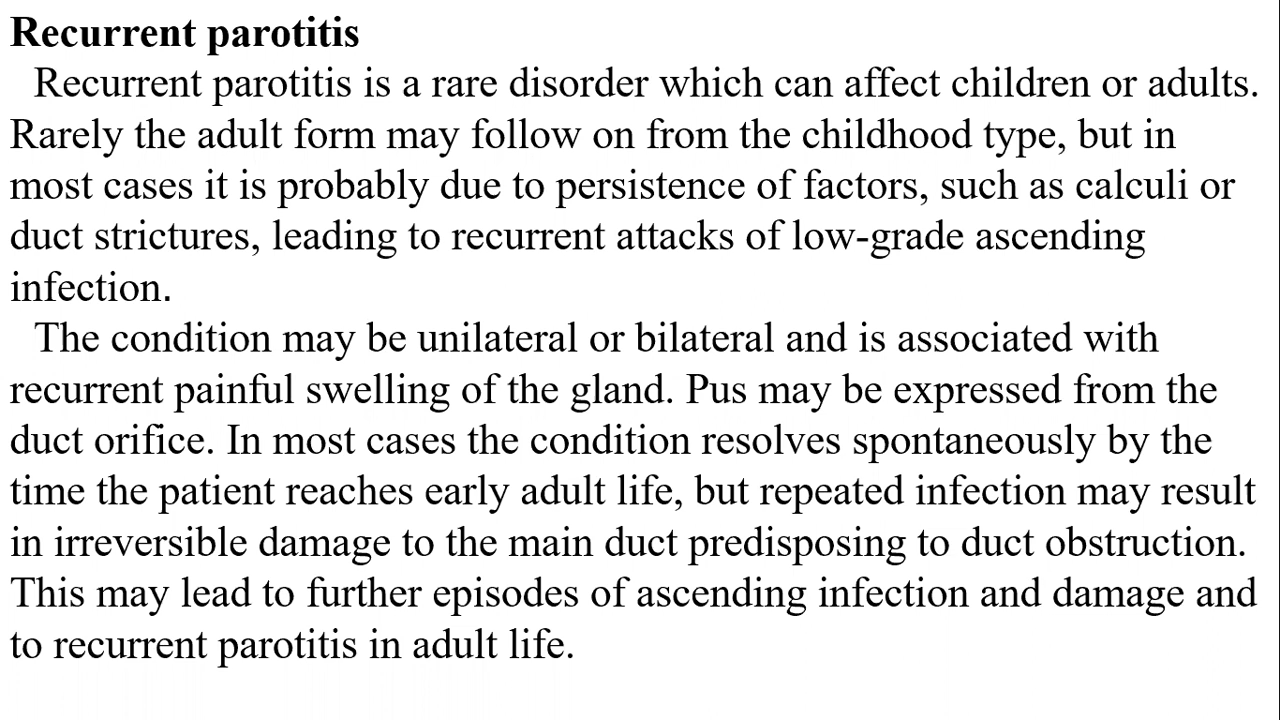 Recurrent parotitis
Recurrent parotitis is a rare disorder which can affect children or adults.
Rarely the adult form may follow on from the childhood type, but in
most cases it is probably due to persistence of factors, such as calculi or
duct strictures, leading to recurrent attacks of low-grade ascending
infection.
The condition may be unilateral or bilateral and is associated with
recurrent painful swelling of the gland. Pus may be expressed from the
duct orifice. In most cases the condition resolves spontaneously by the
time the patient reaches early adult life, but repeated infection may result
in irreversible damage to the main duct predisposing to duct obstruction.
This may lead to further episodes of ascending infection and damage and
to recurrent parotitis in adult life.